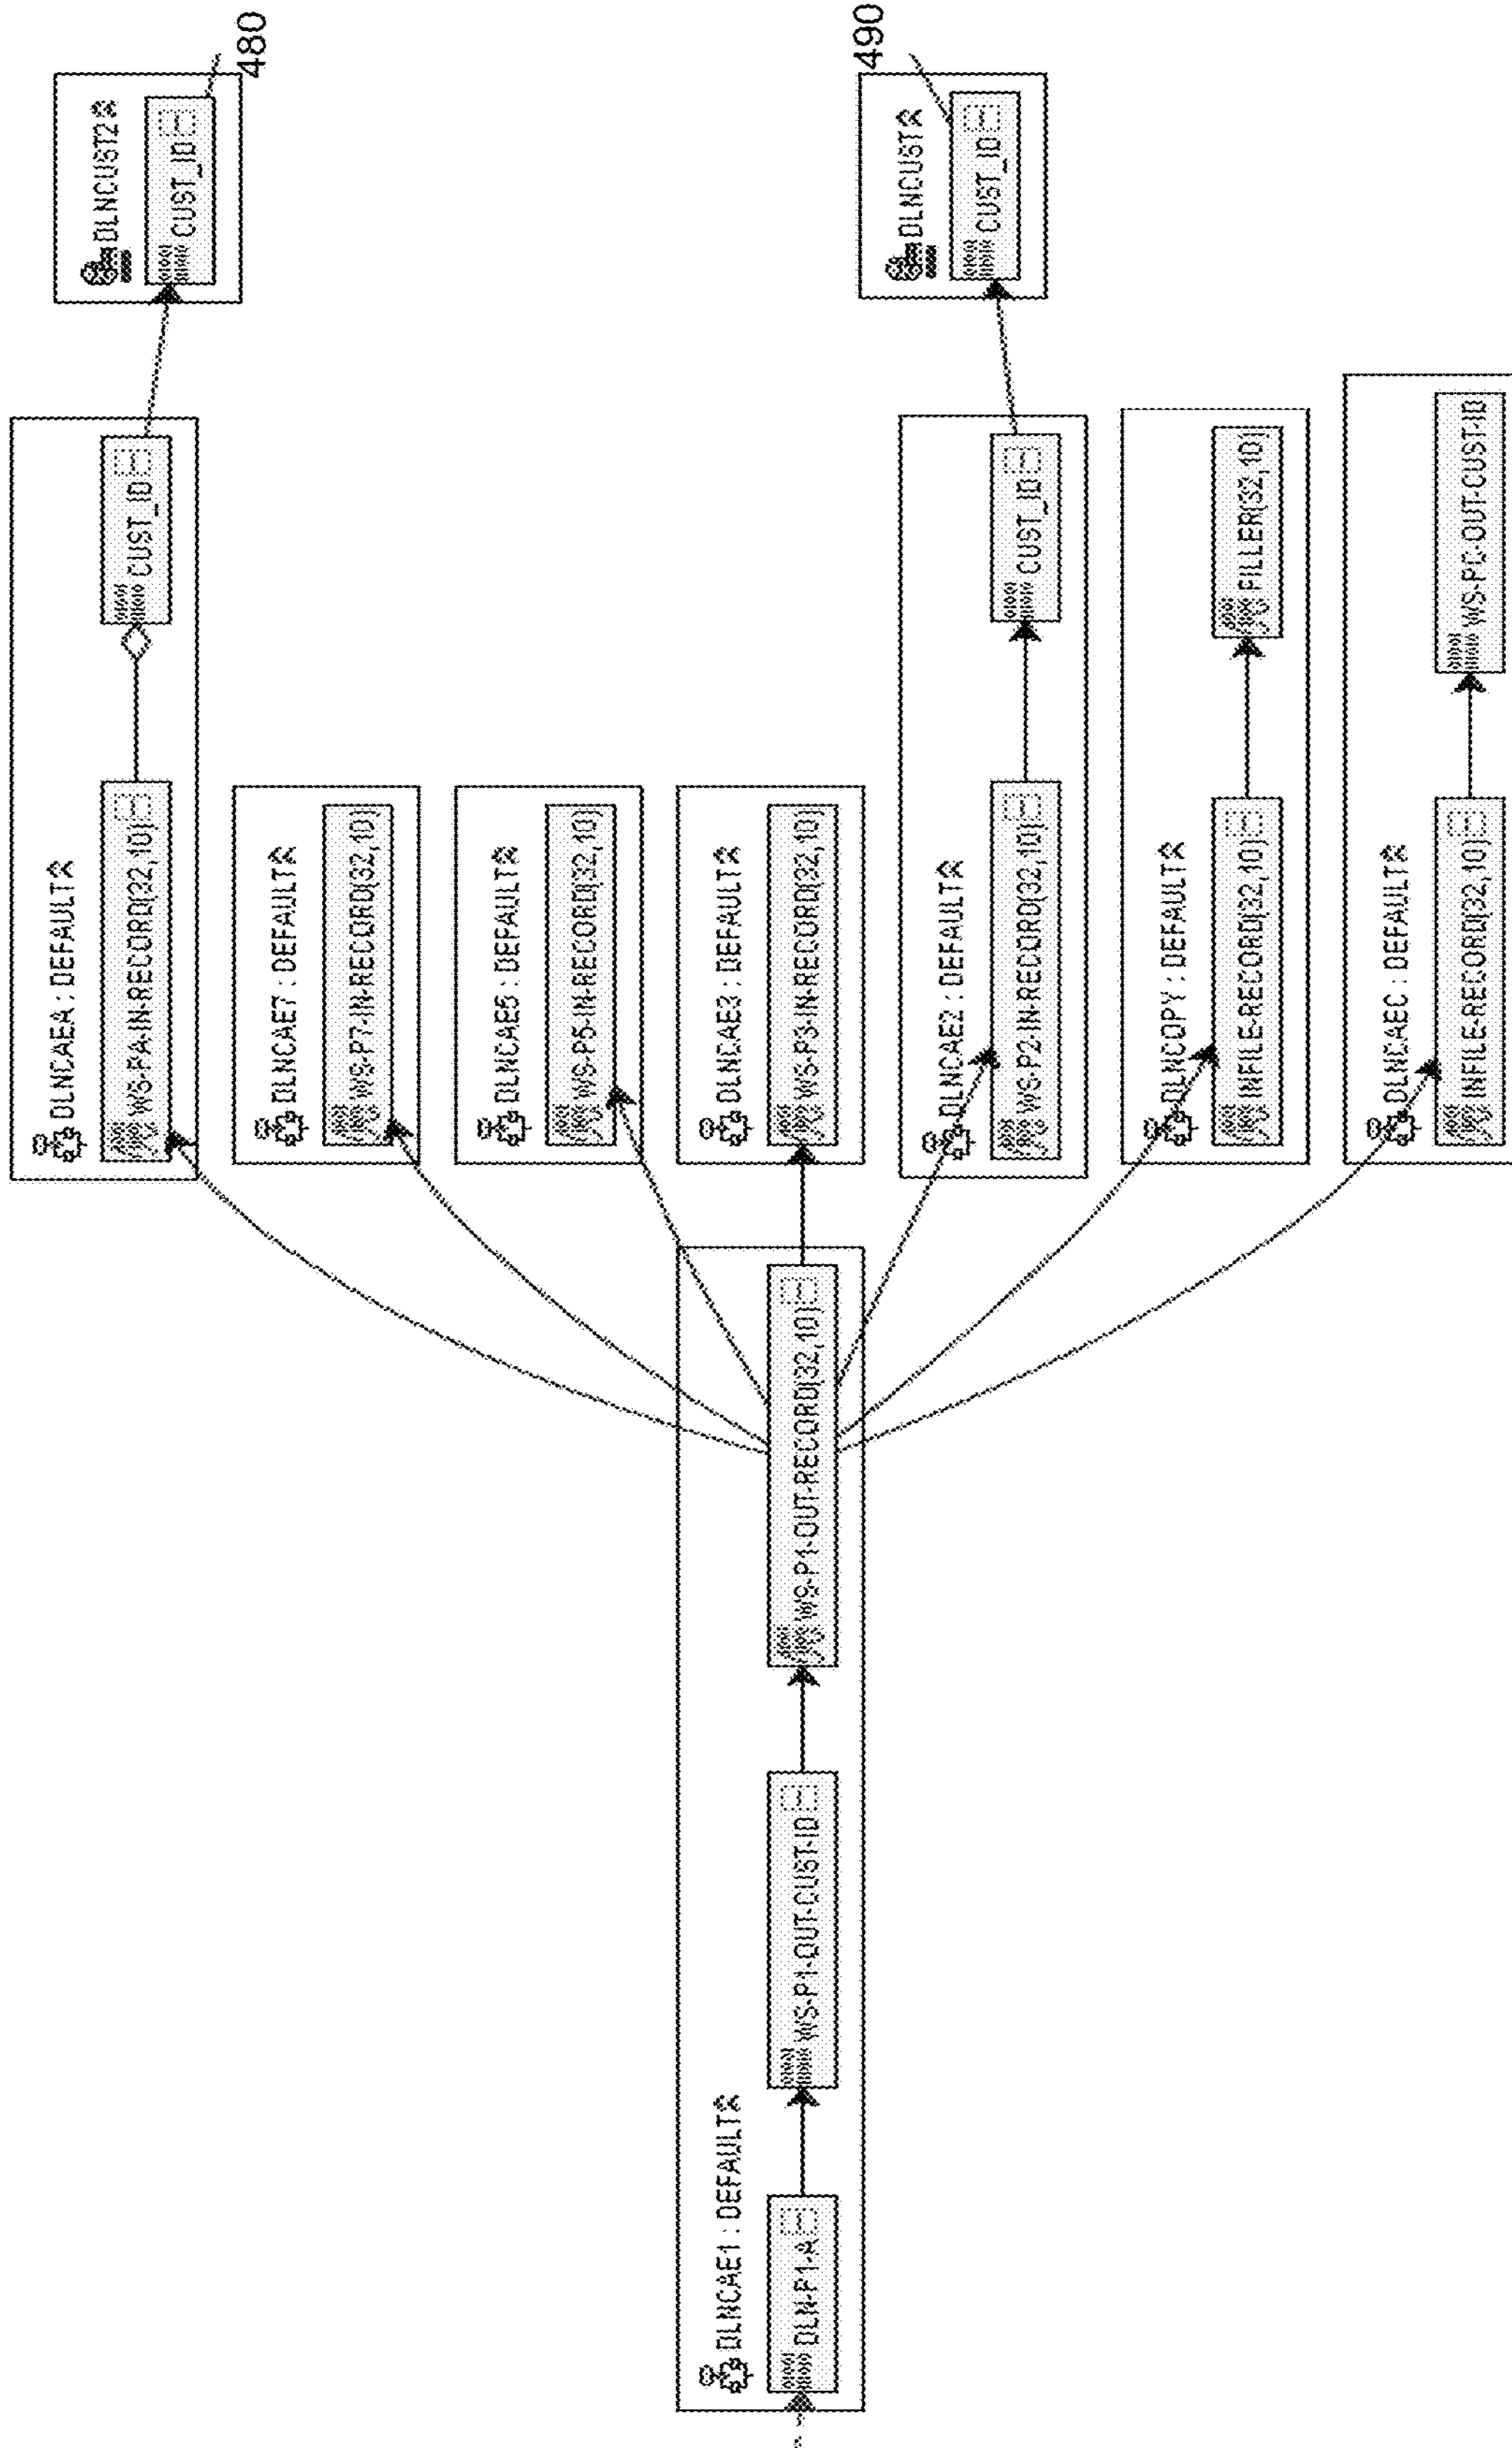 DLNCAEA : DEFAULT
WS-PA-IN-RECORD(32,10)
CUST_ID
DLNCUST2
CUST_ID
480
DLNCAE7 : DEFAULT
WS-P7-IN-RECORD(32,10)
DLNCAE5 : DEFAULT
WS-P5-IN-RECORD(32,10)
DLNCAE1 : DEFAULT
DLN-P1-A
WS-P1-OUT-CUST-ID
WS-P1-OUT-RECORD(32,10)
DLNCAE3 : DEFAULT
WS-P3-IN-RECORD(32,10)
DLNCAE2 : DEFAULT
WS-P2-IN-RECORD(32,10)
CUST_ID
DLNCUST
CUST_ID
490
DLNCOPY : DEFAULT
INFILE-RECORD(32,10)
FILLER(32,10)
DLNCAEC : DEFAULT
INFILE-RECORD(32,10)
WS-PC-OUT-CUST-ID